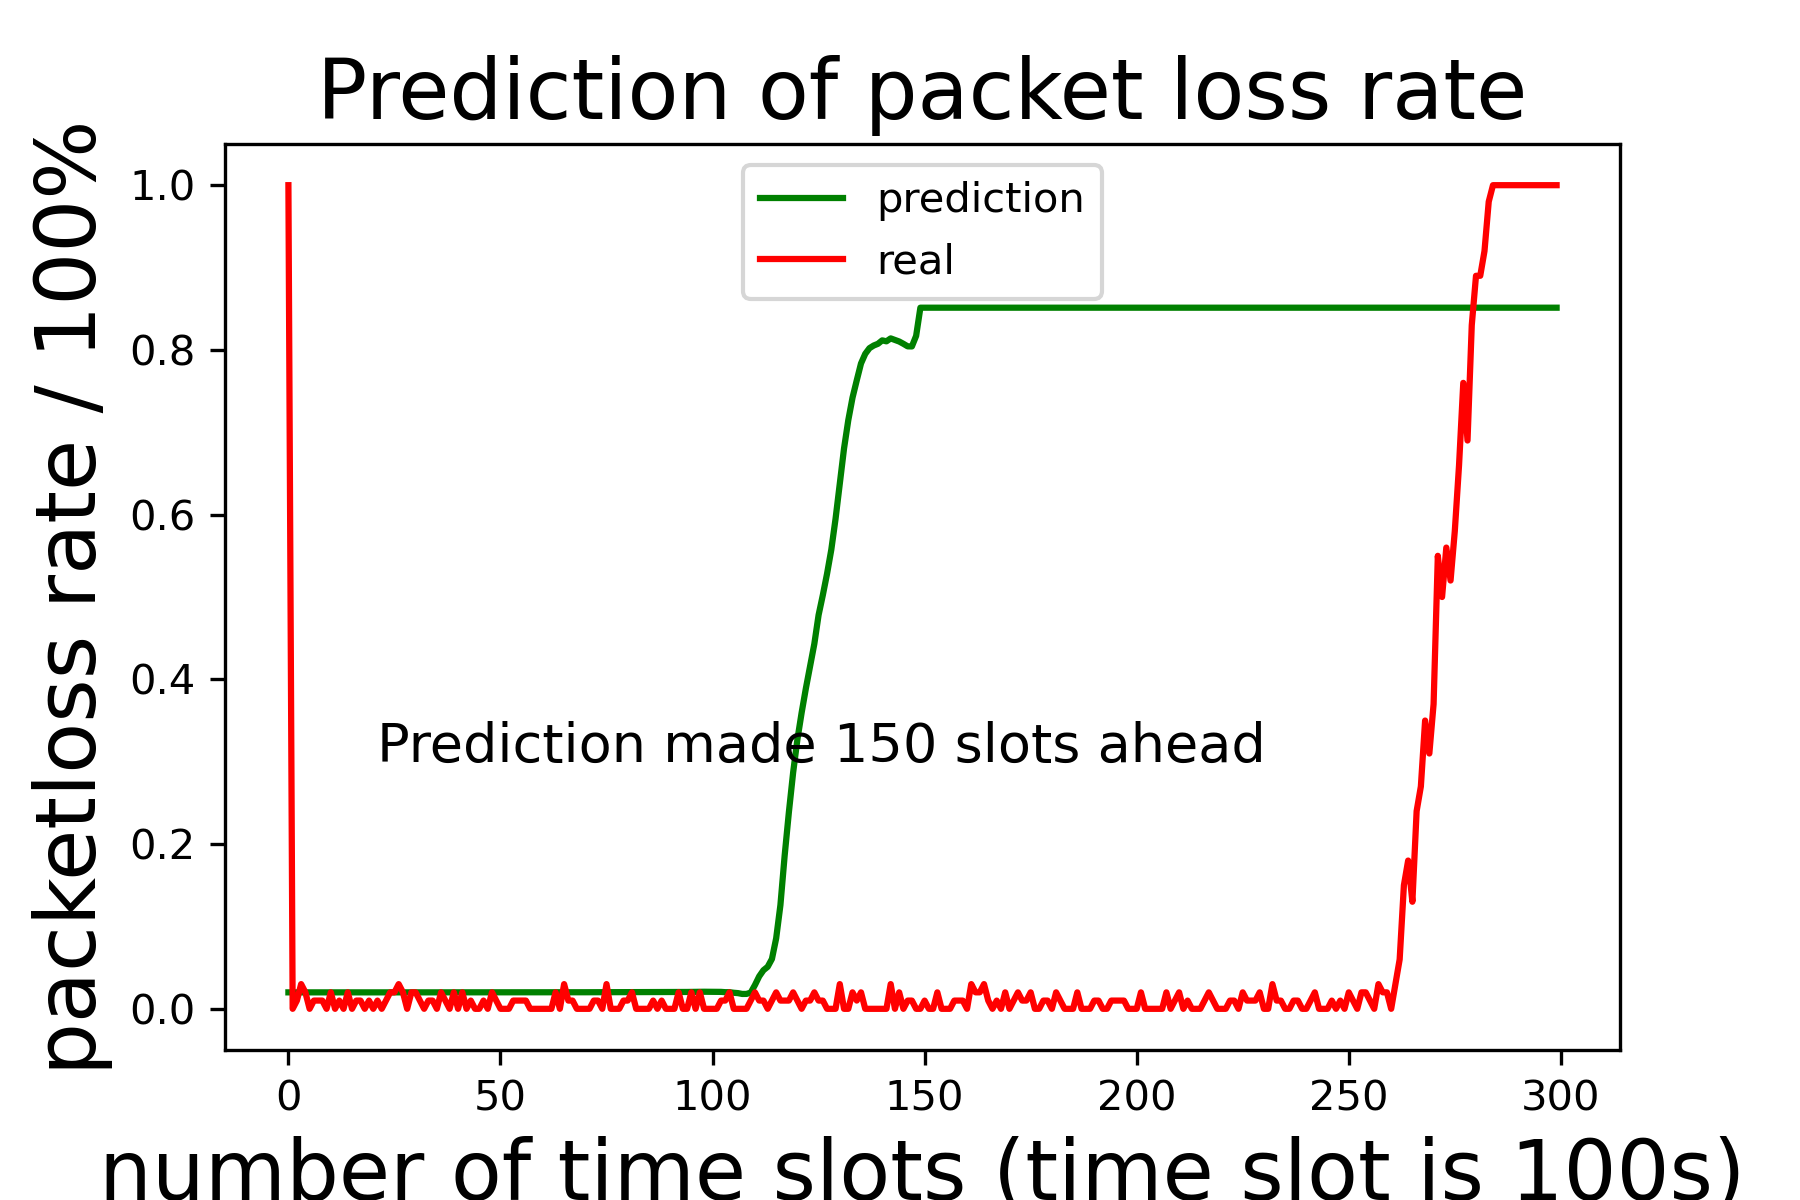 Prediction of packet loss rate
packetloss rate / 100%
1.0
0.8
0.6
0.4
0.2
0.0
prediction
real
Prediction made 150 slots ahead
0 50 100 150 200 250 300
number of time slots (time slot is 100s)